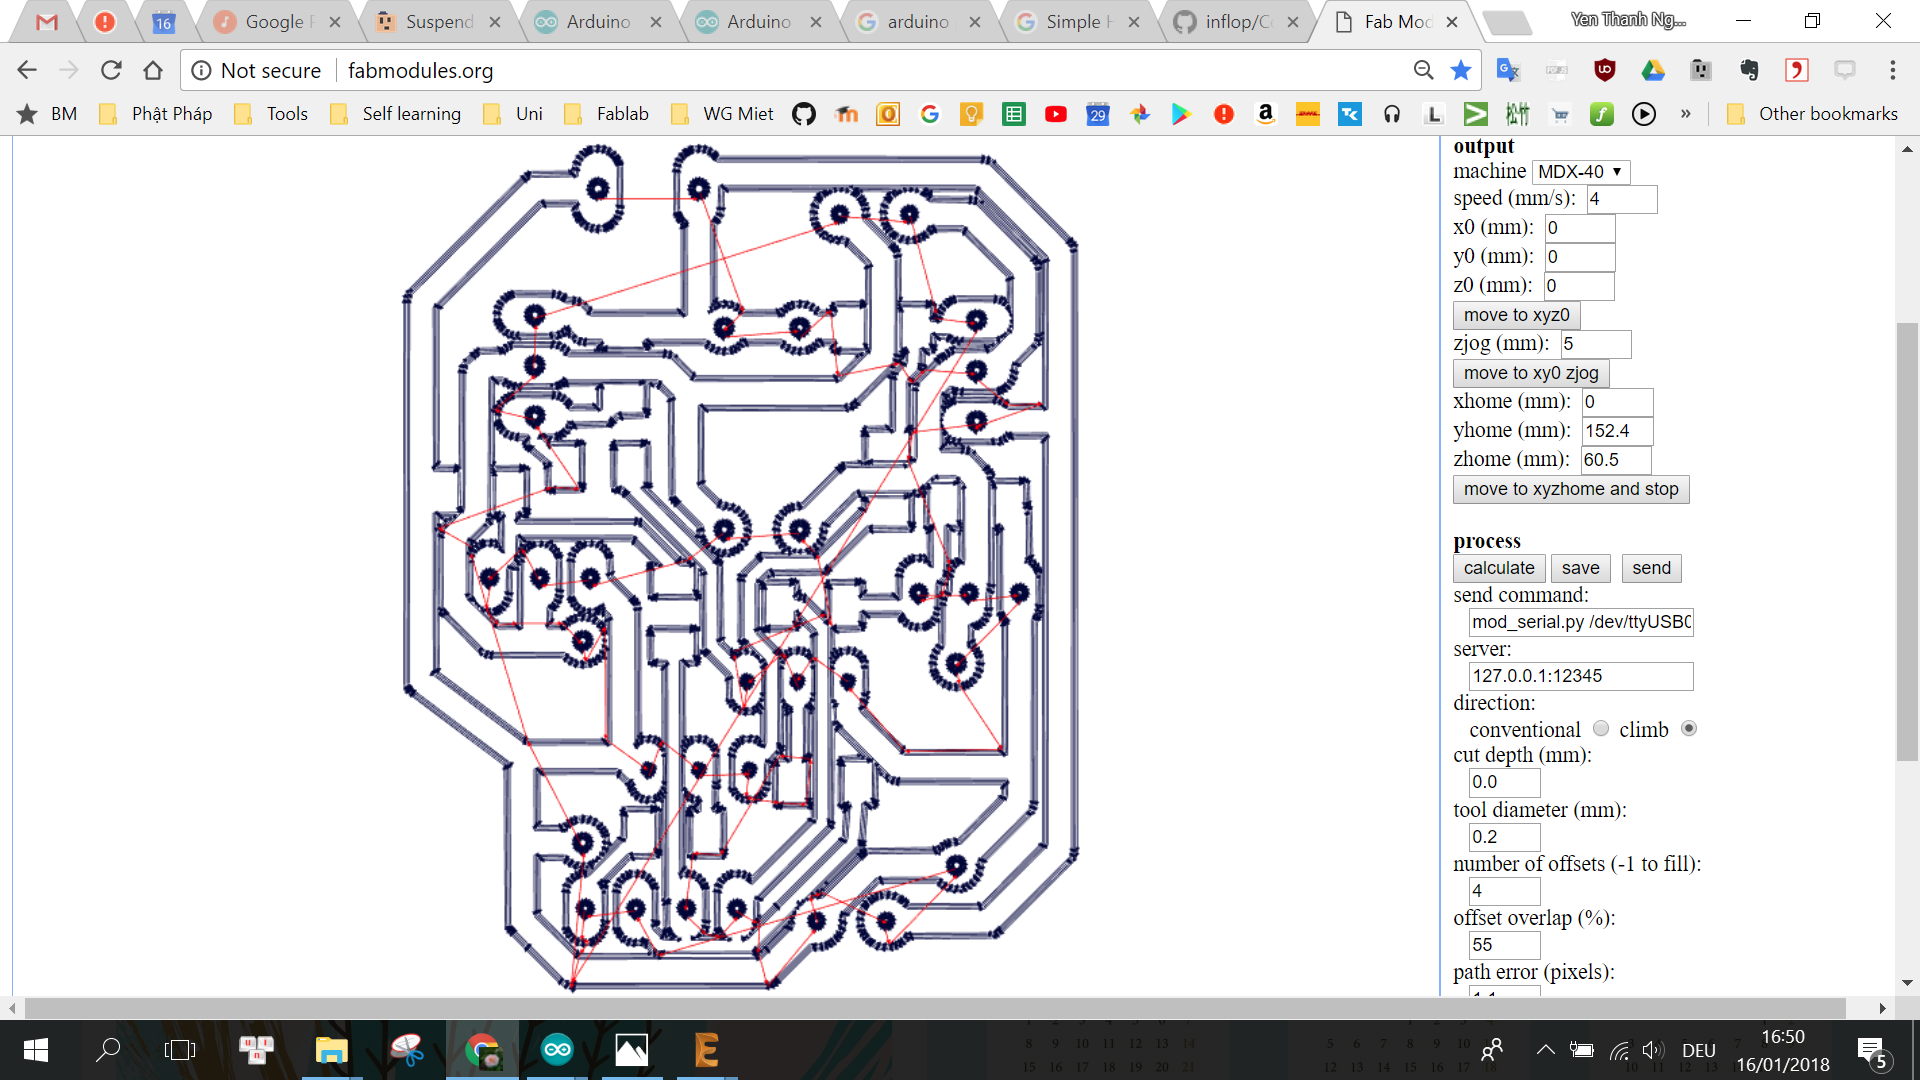 Google
Suspend
Arduino
Arduino
arduino
Simple
inflop/C
Fab Mod
Yen Thanh Ng...
Not secure
fabmodules.org
BM
Phật Pháp
Tools
Self learning
Uni
Fablab
WG Miet
Other bookmarks
output
machine MDX-40
speed (mm/s): 4
x0 (mm): 0
y0 (mm): 0
z0 (mm): 0
move to xyz0
zjog (mm): 5
move to xy0 zjog
xhome (mm): 0
yhome (mm): 152.4
zhome (mm): 60.5
move to xyzhome and stop
process
calculate save send
send command:
mod_serial.py /dev/ttyUSB0
server:
127.0.0.1:12345
direction:
conventional climb
cut depth (mm):
0.0
tool diameter (mm):
0.2
number of offsets (-1 to fill):
4
offset overlap (%):
55
path error (pixels):
DEU
16:50
16/01/2018
5